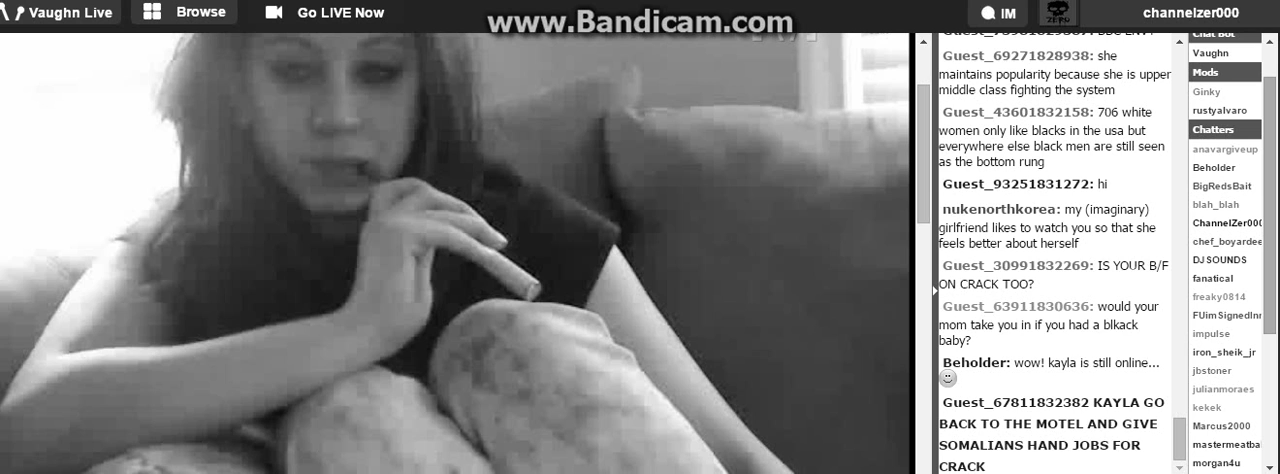 Vaughn Live
Browse
Go LIVE Now
www.Bandicam.com
IM
ZERO
channelzer000
Guest_69271828938: she
maintains popularity because she is upper
middle class fighting the system
Guest_43601832158: 706 white
women only like blacks in the usa but
everywhere else black men are still seen
as the bottom rung
Guest_93251831272: hi
nukenorthkorea: my (imaginary)
girlfriend likes to watch you so that she
feels better about herself
Guest_30991832269: IS YOUR B/F
ON CRACK TOO?
Guest_63911830636: would your
mom take you in if you had a blkack
baby?
Beholder: wow! kayla is still online...
Guest_67811832382 KAYLA GO
BACK TO THE MOTEL AND GIVE
SOMALIANS HAND JOBS FOR
CRACK
Chat Bot
Vaughn
Mods
Ginky
rustyalvaro
Chatters
anavargiveup
Beholder
BigRedsBait
blah_blah
ChannelZer000
chef_boyardee
DJSOUNDS
fanatical
freaky0814
FUimSignedInn
impulse
iron_sheik_jr
jbstoner
julianmoraes
kekek
Marcus2000
mastermeatba
morgan4u